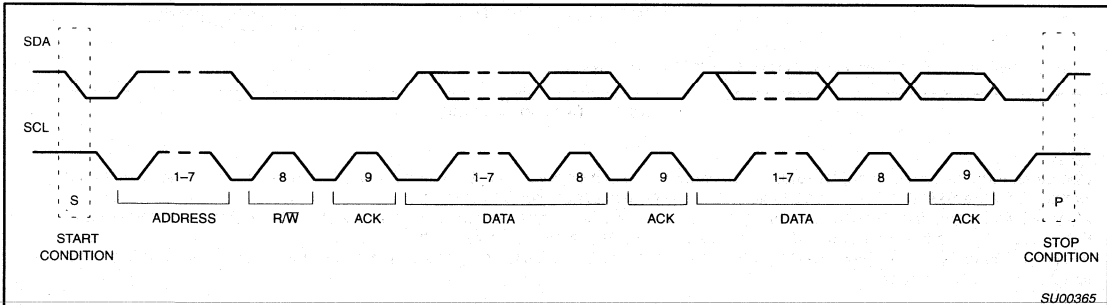 SDA
SCL
1–7 8 9 1–7 8 9 1–7 8 9
S P
ADDRESS R/W̅ ACK DATA ACK DATA ACK
START CONDITION
STOP CONDITION
SU00365